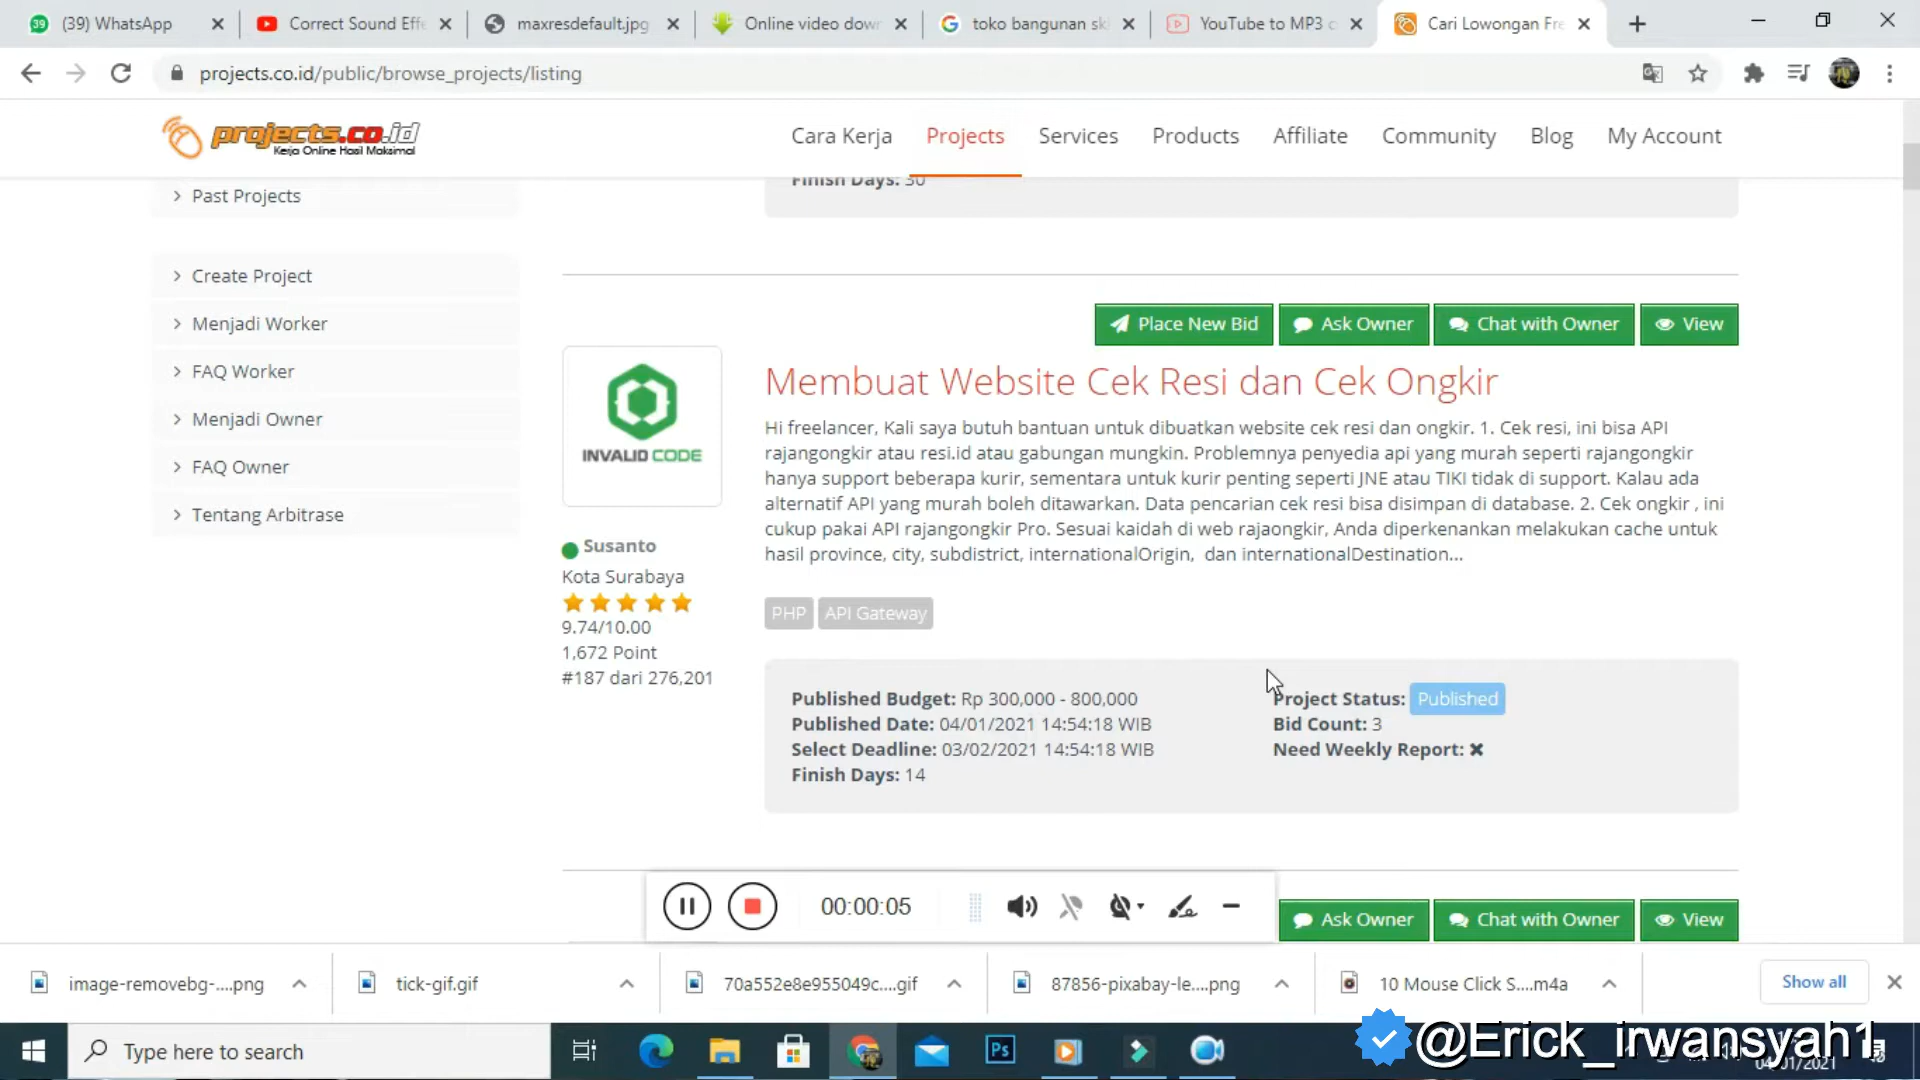 (39) WhatsApp
Correct Sound Effe
maxresdefault.jpg
Online video down
toko bangunan sk
YouTube to MP3 c
Cari Lowongan Fre
projects.co.id/public/browse_projects/listing
projects.co.id
Kerja Online Hasil Maksimal
Cara Kerja
Projects
Services
Products
Affiliate
Community
Blog
My Account
Past Projects
Finish Days: 30
Create Project
Menjadi Worker
FAQ Worker
Menjadi Owner
FAQ Owner
Tentang Arbitrase
Place New Bid
Ask Owner
Chat with Owner
View
INVALID CODE
Susanto
Kota Surabaya
9.74/10.00
1,672 Point
#187 dari 276,201
Membuat Website Cek Resi dan Cek Ongkir
Hi freelancer, Kali saya butuh bantuan untuk dibuatkan website cek resi dan ongkir. 1. Cek resi, ini bisa API
rajangongkir atau resi.id atau gabungan mungkin. Problemnya penyedia api yang murah seperti rajangongkir
hanya support beberapa kurir, sementara untuk kurir penting seperti JNE atau TIKI tidak di support. Kalau ada
alternatif API yang murah boleh ditawarkan. Data pencarian cek resi bisa disimpan di database. 2. Cek ongkir , ini
cukup pakai API rajangongkir Pro. Sesuai kaidah di web rajaongkir, Anda diperkenankan melakukan cache untuk
hasil province, city, subdistrict, internationalOrigin, dan internationalDestination...
PHP
API Gateway
Published Budget: Rp 300,000 - 800,000
Published Date: 04/01/2021 14:54:18 WIB
Select Deadline: 03/02/2021 14:54:18 WIB
Finish Days: 14
Project Status: Published
Bid Count: 3
Need Weekly Report:
00:00:05
Ask Owner
Chat with Owner
View
image-removebg-....png
tick-gif.gif
70a552e8e955049c....gif
87856-pixabay-le....png
10 Mouse Click S....m4a
Show all
Type here to search
Ps
@Erick_irwansyah1
04/01/2021